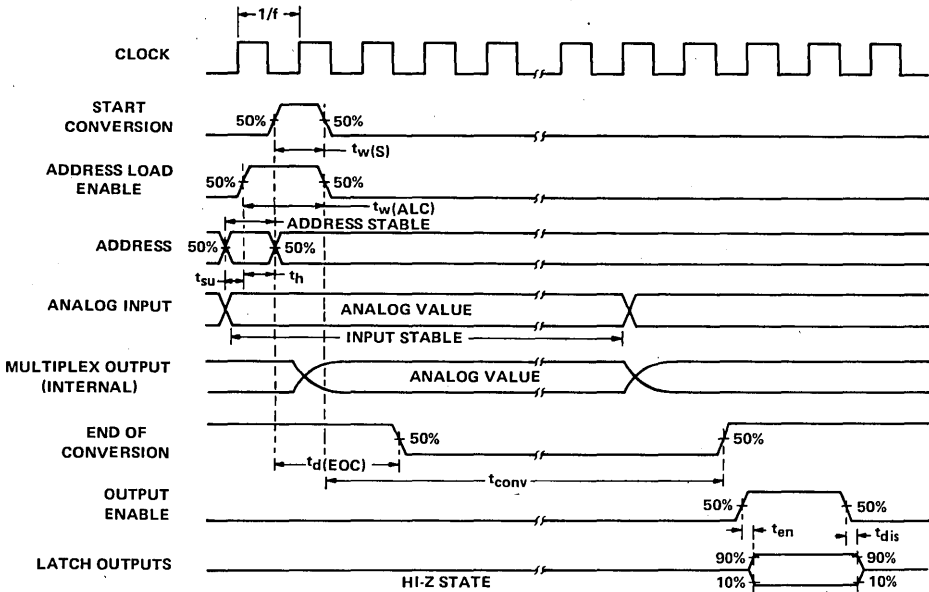 1/f
CLOCK
START
CONVERSION
50%
50%
tw(S)
ADDRESS LOAD
ENABLE
50%
50%
tw(ALC)
ADDRESS STABLE
ADDRESS
50%
50%
tsu
th
ANALOG INPUT
ANALOG VALUE
INPUT STABLE
MULTIPLEX OUTPUT
(INTERNAL)
ANALOG VALUE
END OF
CONVERSION
50%
50%
td(EOC)
tconv
OUTPUT
ENABLE
50%
50%
ten
tdis
LATCH OUTPUTS
90%
90%
HI-Z STATE
10%
10%